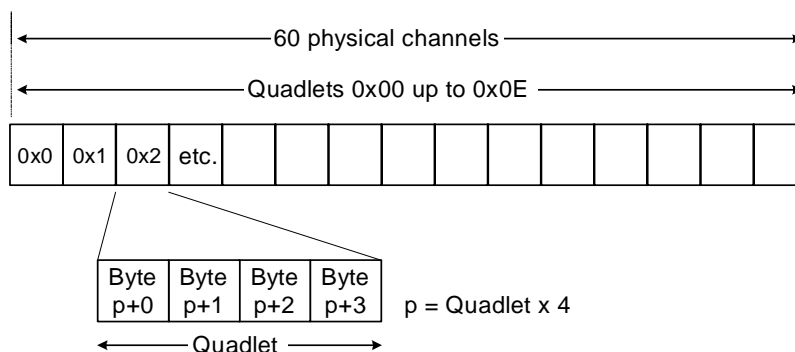 60 physical channels
Quadlets 0x00 up to 0x0E
0x0 0x1 0x2 etc.
Byte Byte Byte Byte
p+0 p+1 p+2 p+3 p = Quadlet x 4
Quadlet